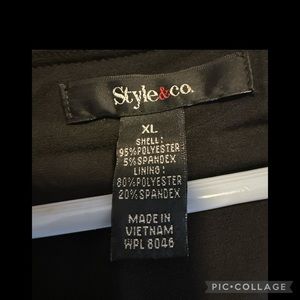 Style&co.
XL
SHELL:
95%POLYESTER
5%SPANDEX
LINING:
80%POLYESTER
20%SPANDEX
MADE IN
VIETNAM
WPL 8046
PIC•COLLAGE